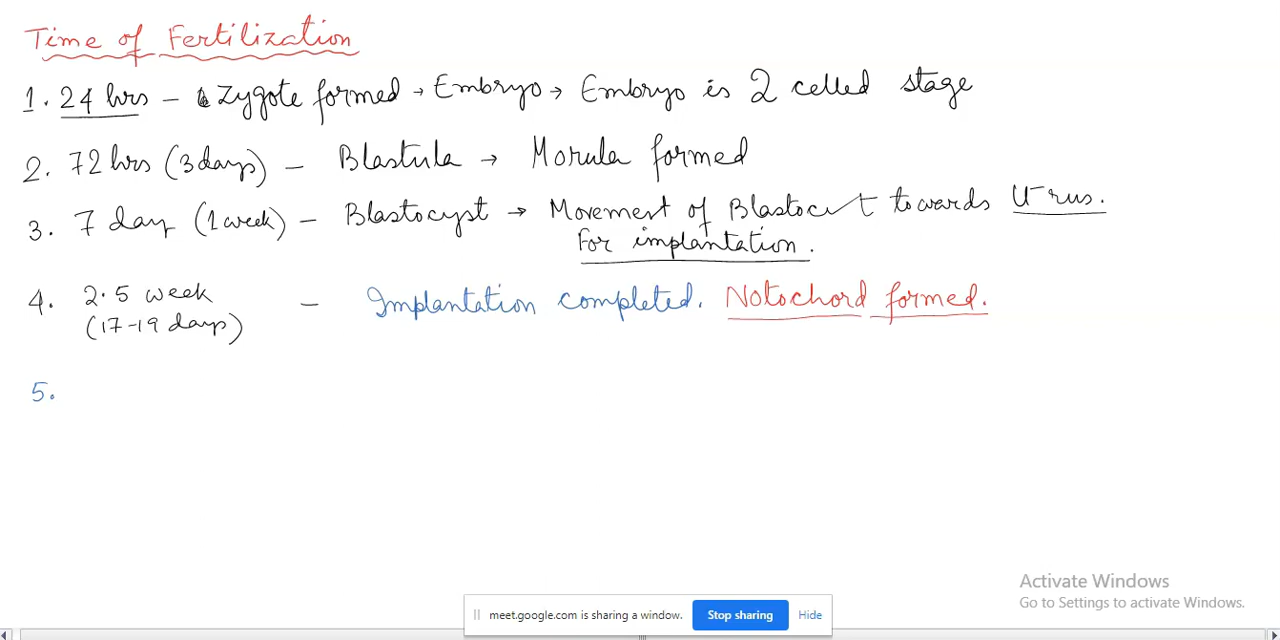 Time of Fertilization
1. 24 hrs - Zygote formed → Embryo → Embryo is 2 celled stage
2. 72 hrs (3 days) - Blastula → Morula formed
3. 7 day (1 week) - Blastocyst → Movement of Blastocyst towards Utrus.
For implantation.
4. 2.5 week - Implantation completed. Notochord formed.
(17-19 days)
5.
Activate Windows
Go to Settings to activate Windows.
meet.google.com is sharing a window. Stop sharing Hide